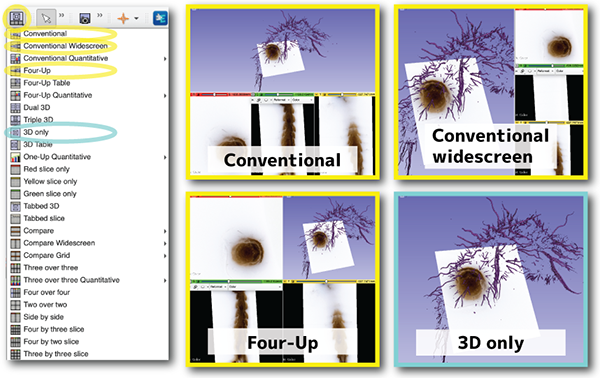 Conventional
Conventional Widescreen
Conventional Quantitative
Four-Up
Four-Up Table
Four-Up Quantitative
Dual 3D
Triple 3D
3D only
3D Table
One-Up Quantitative
Red slice only
Yellow slice only
Green slice only
Tabbed 3D
Tabbed slice
Compare
Compare Widescreen
Compare Grid
Three over three
Three over three Quantitative
Four over four
Two over two
Side by side
Four by three slice
Four by two slice
Three by three slice
Conventional
Conventional
widescreen
Four-Up
3D only